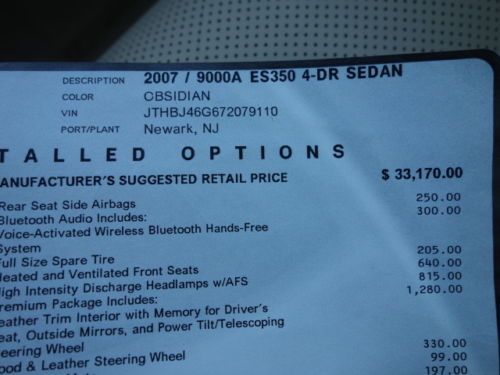 DESCRIPTION 2007 / 9000A ES350 4-DR SEDAN
COLOR OBSIDIAN
VIN JTHBJ46G672079110
PORT/PLANT Newark, NJ
TALLED OPTIONS
ANUFACTURER'S SUGGESTED RETAIL PRICE $ 33,170.00
Rear Seat Side Airbags 250.00
Bluetooth Audio Includes: 300.00
Voice-Activated Wireless Bluetooth Hands-Free
System
Full Size Spare Tire 205.00
Heated and Ventilated Front Seats 640.00
High Intensity Discharge Headlamps w/AFS 815.00
Premium Package Includes: 1,280.00
eather Trim Interior with Memory for Driver's
eat, Outside Mirrors, and Power Tilt/Telescoping
teering Wheel
ood & Leather Steering Wheel 330.00
99.00
197.00